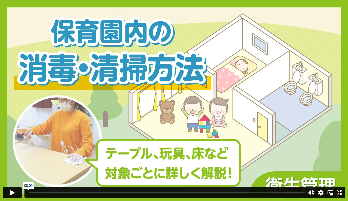 保育園内の
消毒・清掃方法
テーブル、玩具、床など
対象ごとに詳しく解説！
衛生管理